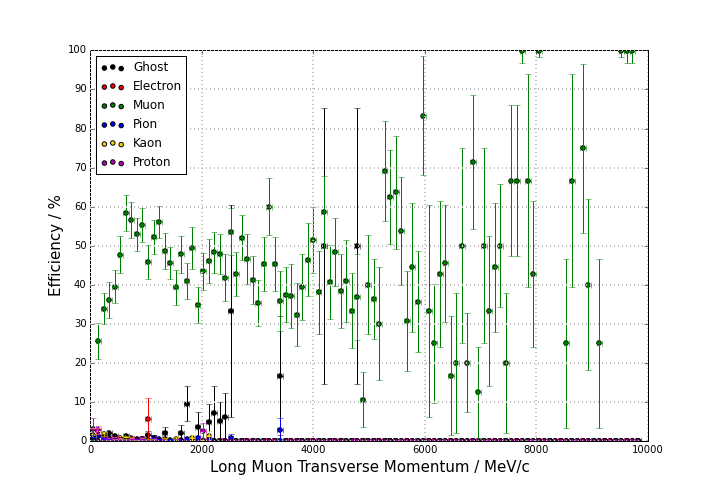 100
90
80
70
60
50
40
30
20
10
0
Efficiency / %
Ghost
Electron
Muon
Pion
Kaon
Proton
0 2000 4000 6000 8000 10000
Long Muon Transverse Momentum / MeV/c